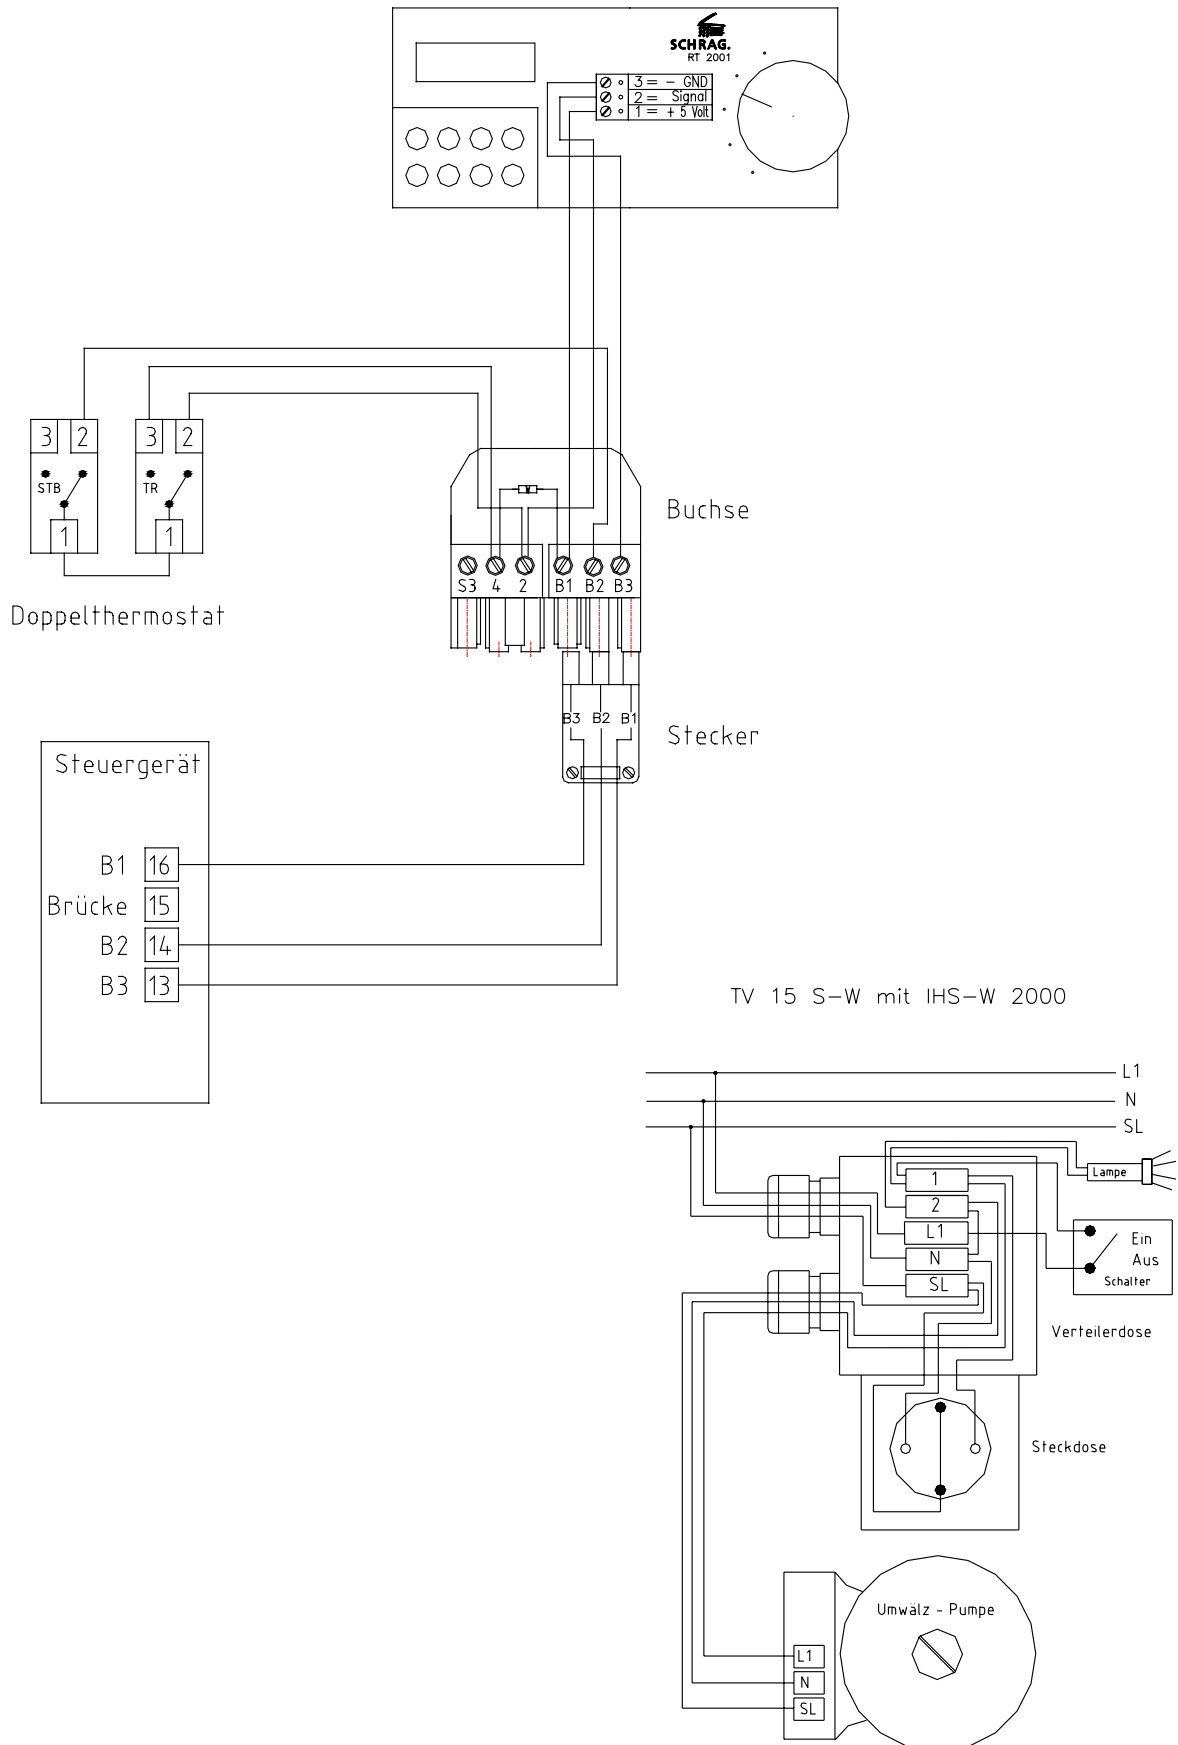 SCHRAG.
RT 2001
3 = - GND
2 = Signal
1 = + 5 Volt
3 2
STB
1
3 2
TR
1
Doppelthermostat
Buchse
S3 4 2 B1 B2 B3
B3 B2 B1
Stecker
Steuergerät
B1 16
Brücke 15
B2 14
B3 13
TV 15 S-W mit IHS-W 2000
L1
N
SL
1
2
L1
N
SL
Lampe
Ein
Aus
Schalter
Verteilerdose
Steckdose
Umwälz - Pumpe
L1
N
SL